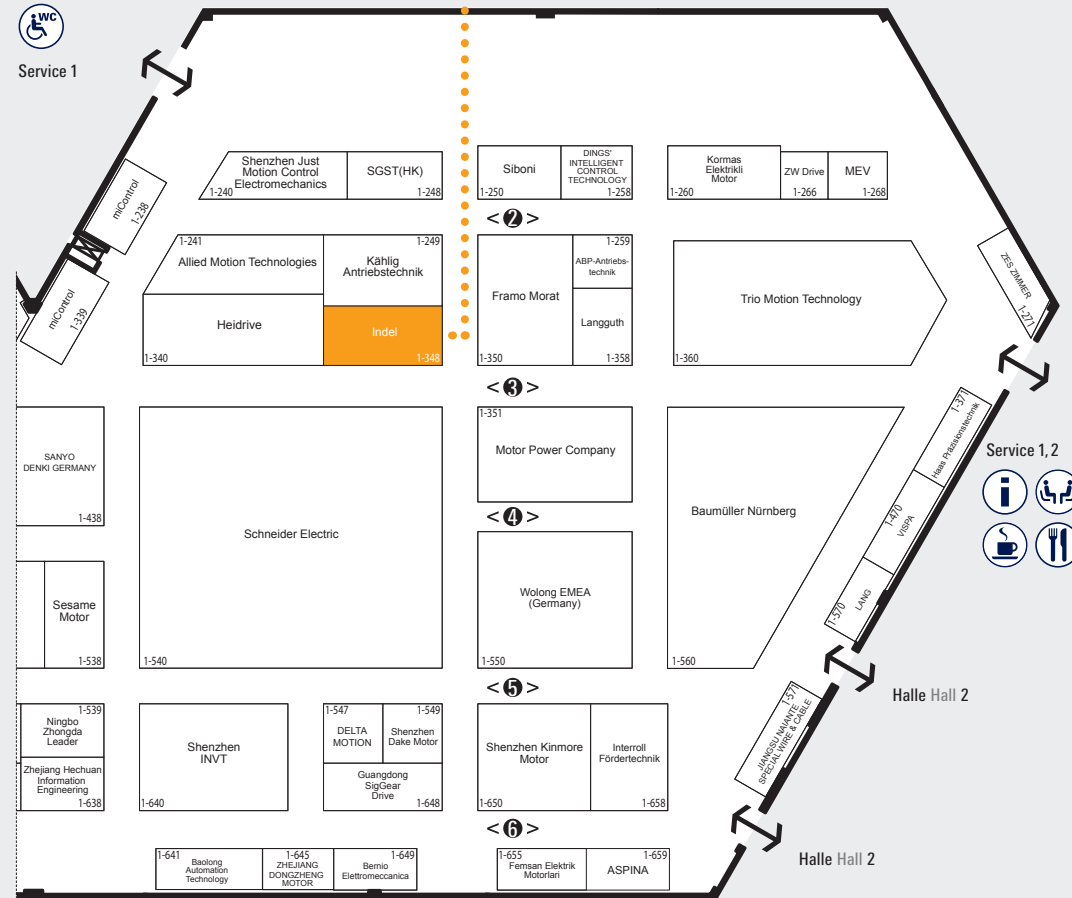 WC
Service 1
miControl
1-238
miControl
1-339
Shenzhen Just
Motion Control
Electromechanics
1-240
SGST(HK)
1-248
Siboni
1-250
DINGS'
INTELLIGENT
CONTROL
TECHNOLOGY
1-258
Kormas
Elektrikli
Motor
1-260
ZW Drive
1-266
MEV
1-268
< 2 >
1-241
Allied Motion Technologies
1-249
Kählig
Antriebstechnik
Heidrive
1-340
Indel
1-348
Framo Morat
1-350
1-259
ABP-Antriebs-
technik
Langguth
1-358
Trio Motion Technology
1-360
ZES ZIMMER
1-271
< 3 >
SANYO
DENKI GERMANY
1-438
Schneider Electric
1-540
1-351
Motor Power Company
< 4 >
Wolong EMEA
(Germany)
1-550
Baumüller Nürnberg
1-560
1-371
Haas Präzisionstechnik
1-470
VISPA
1-570
LANG
Service 1, 2
Sesame
Motor
1-538
< 5 >
Halle Hall 2
1-539
Ningbo
Zhongda
Leader
Zhejiang Hechuan
Information
Engineering
1-638
Shenzhen
INVT
1-640
1-547
DELTA
MOTION
1-549
Shenzhen
Dake Motor
Guangdong
SigGear
Drive
1-648
Shenzhen Kinmore
Motor
1-650
Interroll
Fördertechnik
1-658
1-571
JIANGSU NAIANTE
SPECIAL WIRE & CABLE
< 6 >
Halle Hall 2
1-641
Baolong
Automation
Technology
1-645
ZHEJIANG
DONGZHENG
MOTOR
1-649
Bernio
Elettromeccanica
1-655
Femsan Elektrik
Motorlari
1-659
ASPINA